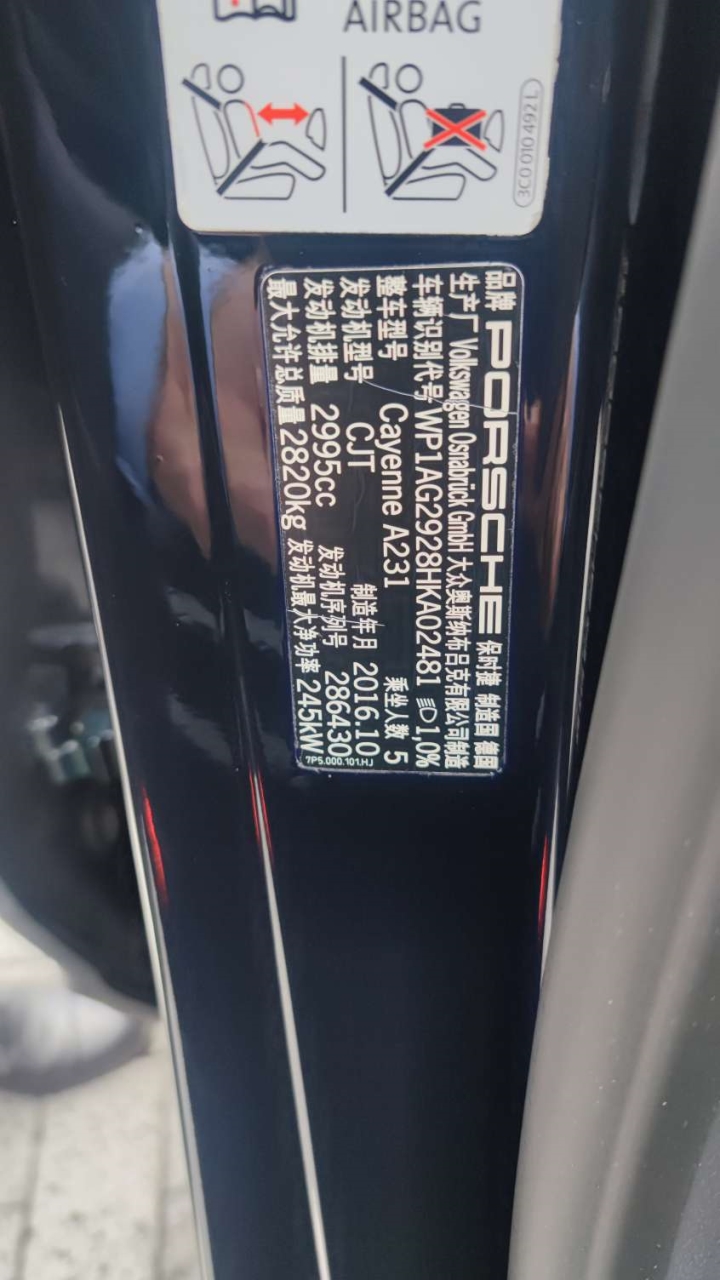 AIRBAG
3C0 010 492 L
品牌 PORSCHE 保时捷 制造国 德国
生产厂 Volkswagen Osnabrück GmbH 大众奥斯纳布吕克有限公司制造
车辆识别代号 WP1AG2928HKA02481 1,0%
整车型号 Cayenne A231 乘坐人数 5
发动机型号 CJT 制造年月 2016.10
发动机排量 2995cc 发动机序列号 286430
最大允许总质量 2820kg 发动机最大净功率 245kW
7P5.000.101.HJ